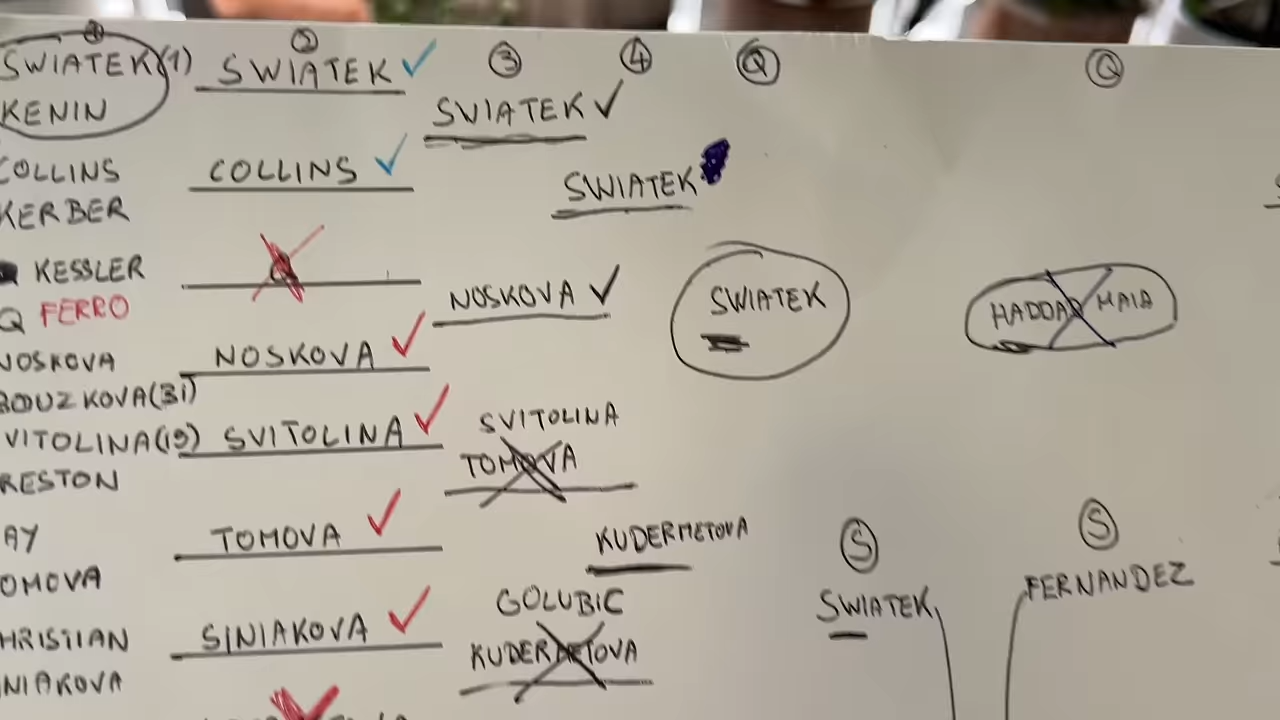 ① ② ③ ④ Q Q
SWIATEK(1)
KENIN
COLLINS
KERBER
KESSLER
Q FERRO
NOSKOVA
BOUZKOVA(31)
VITOLINA(19)
RESTON
AY
OMOVA
HRISTIAN
INIAKOVA
SWIATEK ✓
COLLINS ✓
NOSKOVA ✓
SVITOLINA ✓
TOMOVA ✓
SINIAKOVA ✓
SWIATEK ✓
NOSKOVA ✓
SVITOLINA
TOMOVA
GOLUBIC
KUDERMETOVA
SWIATEK
KUDERMETOVA
SWIATEK
HADDAD MAIA
S
SWIATEK
S
FERNANDEZ